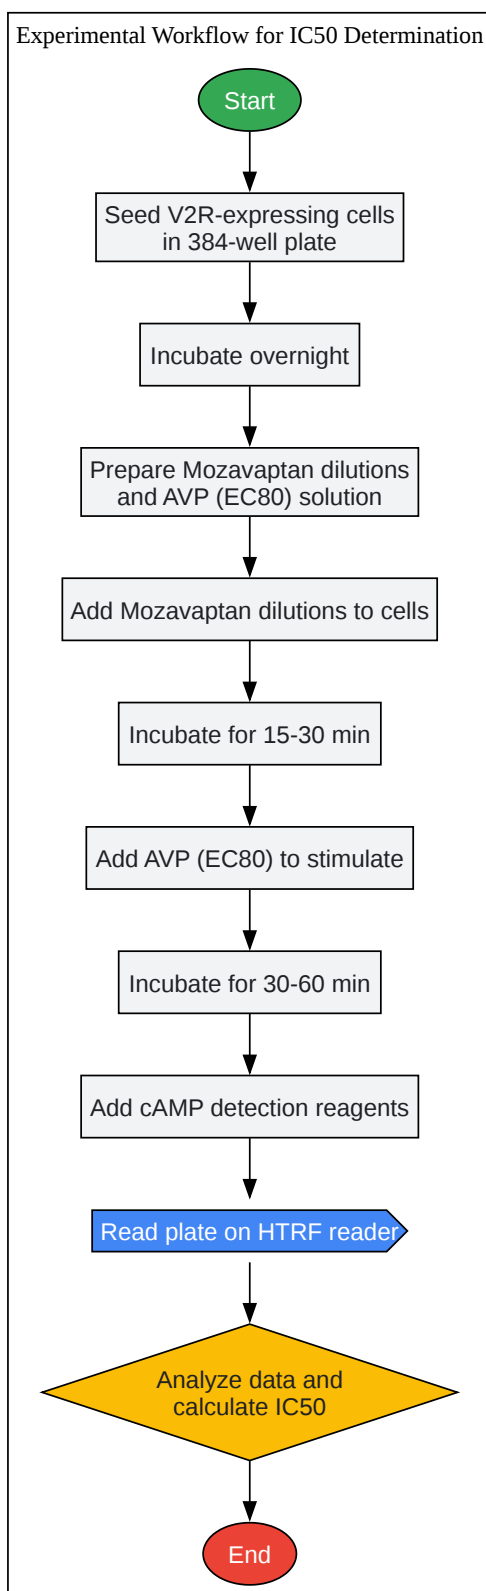 Experimental Workflow for IC50 Determination
Start
Seed V2R-expressing cells
in 384-well plate
Incubate overnight
Prepare Mozavaptan dilutions
and AVP (EC80) solution
Add Mozavaptan dilutions to cells
Incubate for 15-30 min
Add AVP (EC80) to stimulate
Incubate for 30-60 min
Add cAMP detection reagents
Read plate on HTRF reader
Analyze data and
calculate IC50
End